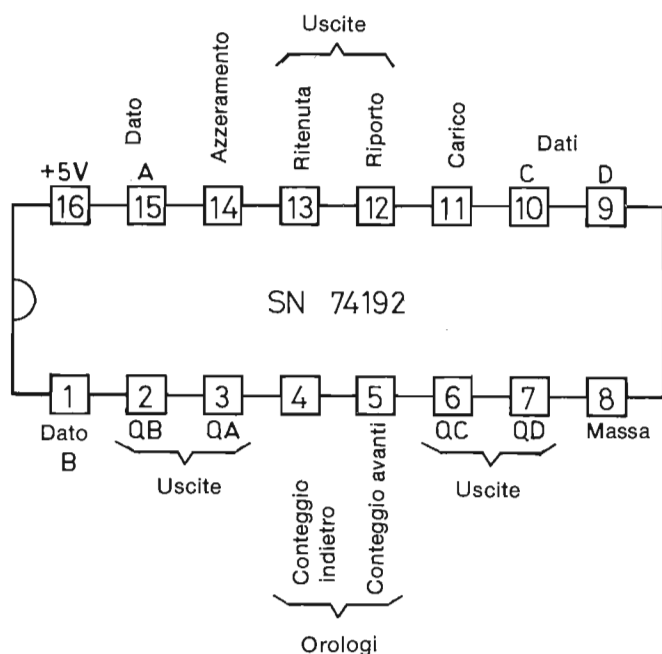 Uscite
Dato
Azzeramento
Ritenuta
Riporto
Carico
Dati
+5V
A
C
D
16
15
14
13
12
11
10
9
SN 74192
1
2
3
4
5
6
7
8
Dato
B
QB
QA
QC
QD
Massa
Uscite
Uscite
Conteggio
indietro
Conteggio avanti
Orologi